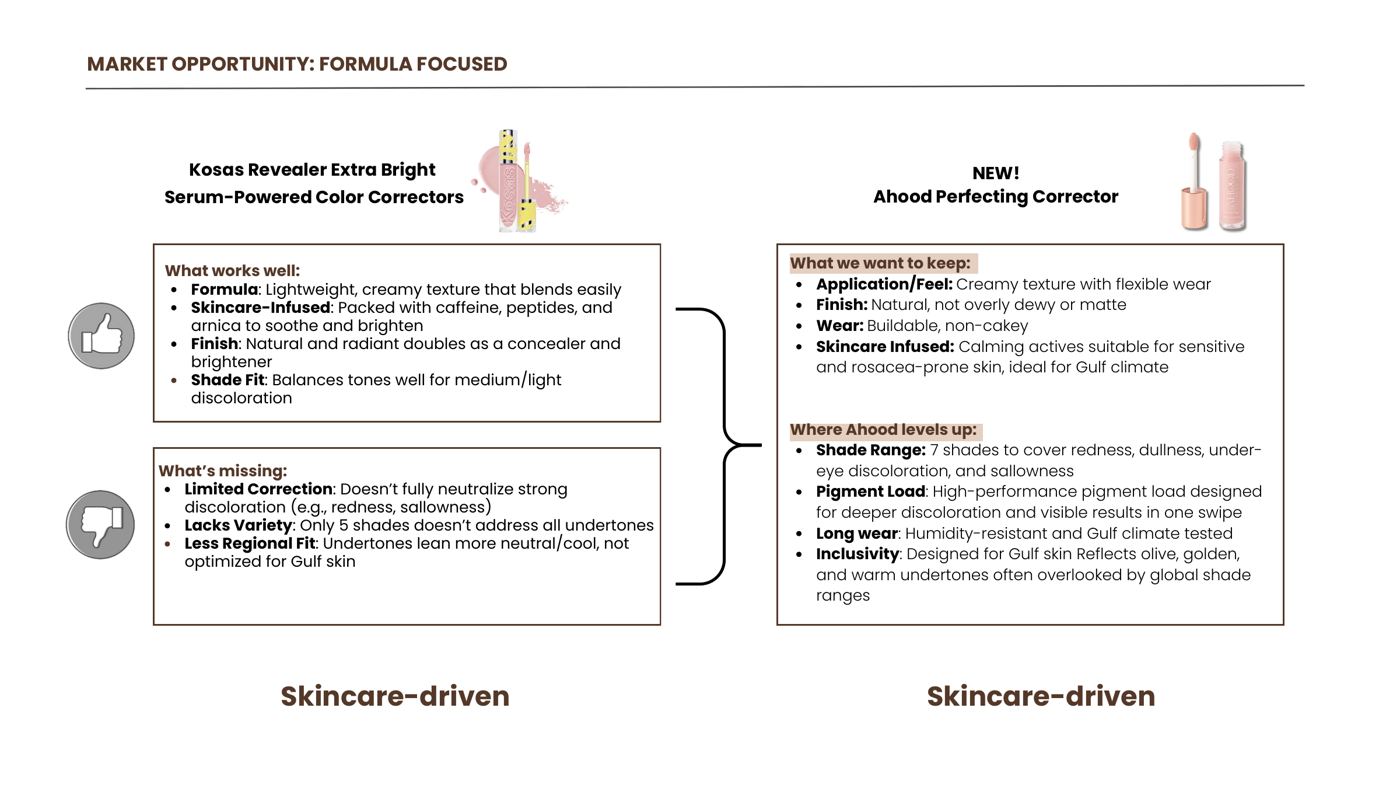 MARKET OPPORTUNITY: FORMULA FOCUSED
Kosas Revealer Extra Bright
Serum-Powered Color Correctors
What works well:
• Formula: Lightweight, creamy texture that blends easily
• Skincare-Infused: Packed with caffeine, peptides, and
arnica to soothe and brighten
• Finish: Natural and radiant doubles as a concealer and
brightener
• Shade Fit: Balances tones well for medium/light
discoloration
What's missing:
• Limited Correction: Doesn't fully neutralize strong
discoloration (e.g., redness, sallowness)
• Lacks Variety: Only 5 shades doesn't address all undertones
• Less Regional Fit: Undertones lean more neutral/cool, not
optimized for Gulf skin
Skincare-driven
NEW!
Ahood Perfecting Corrector
What we want to keep:
• Application/Feel: Creamy texture with flexible wear
• Finish: Natural, not overly dewy or matte
• Wear: Buildable, non-cakey
• Skincare Infused: Calming actives suitable for sensitive
and rosacea-prone skin, ideal for Gulf climate
Where Ahood levels up:
• Shade Range: 7 shades to cover redness, dullness, under-
eye discoloration, and sallowness
• Pigment Load: High-performance pigment load designed
for deeper discoloration and visible results in one swipe
• Long wear: Humidity-resistant and Gulf climate tested
• Inclusivity: Designed for Gulf skin Reflects olive, golden,
and warm undertones often overlooked by global shade
ranges
Skincare-driven